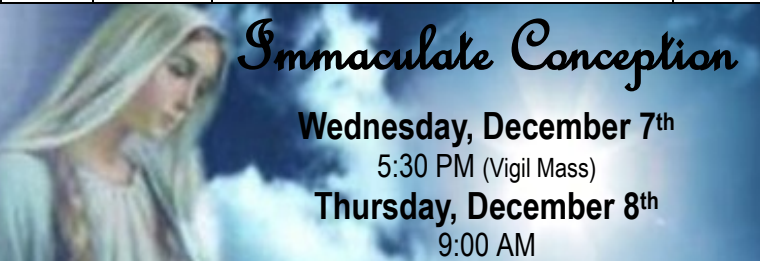 Immaculate Conception
Wednesday, December 7th
5:30 PM (Vigil Mass)
Thursday, December 8th
9:00 AM